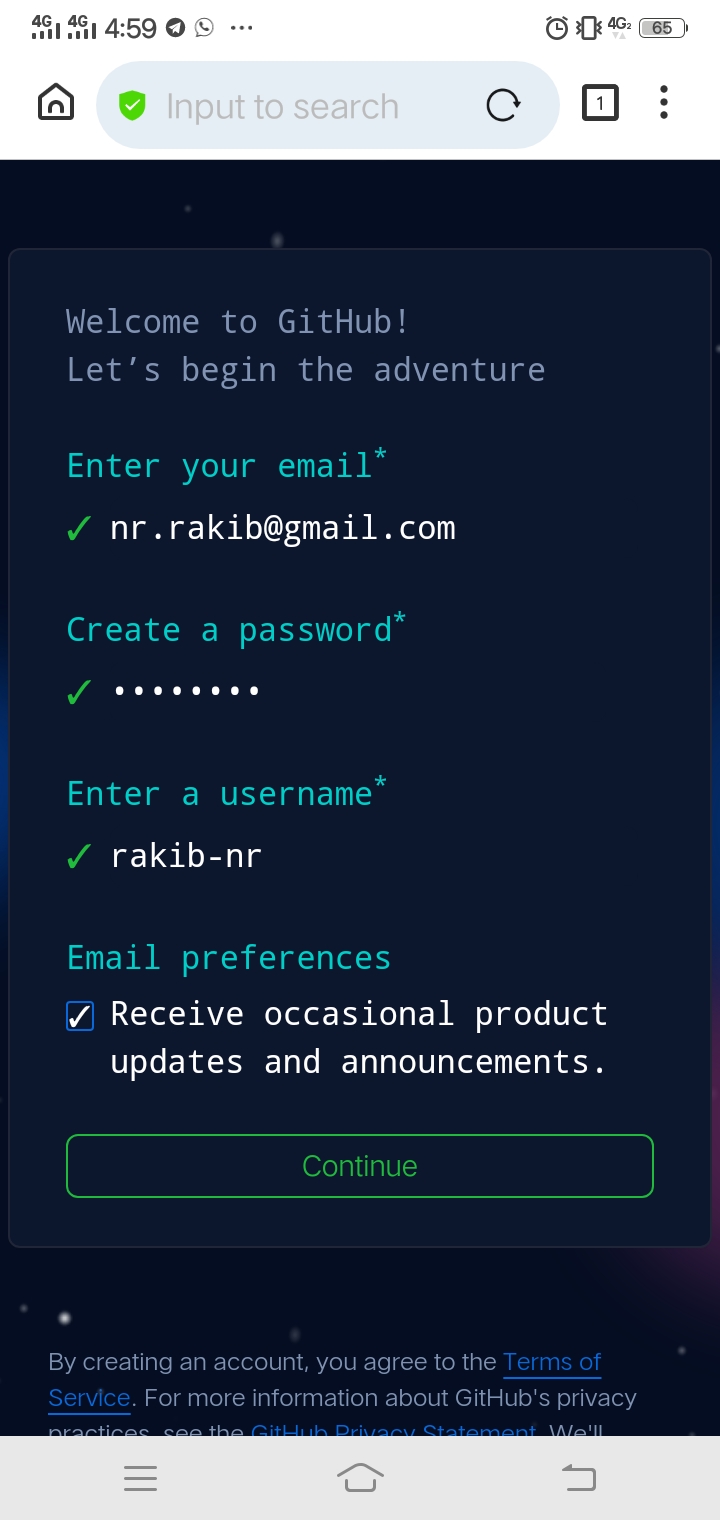 4G 4G 4:59 ... 4G2 65
Input to search 1
Welcome to GitHub!
Let’s begin the adventure
Enter your email*
✓ nr.rakib@gmail.com
Create a password*
✓ ••••••••
Enter a username*
✓ rakib-nr
Email preferences
✓ Receive occasional product
updates and announcements.
Continue
By creating an account, you agree to the Terms of
Service. For more information about GitHub's privacy
practices, see the GitHub Privacy Statement. We'll